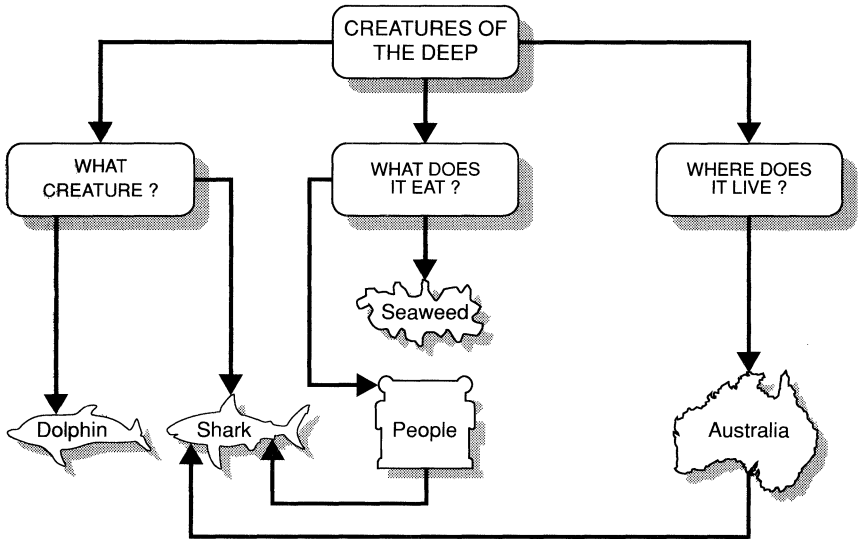 CREATURES OF
THE DEEP
WHAT
CREATURE ?
WHAT DOES
IT EAT ?
WHERE DOES
IT LIVE ?
Seaweed
Dolphin
Shark
People
Australia